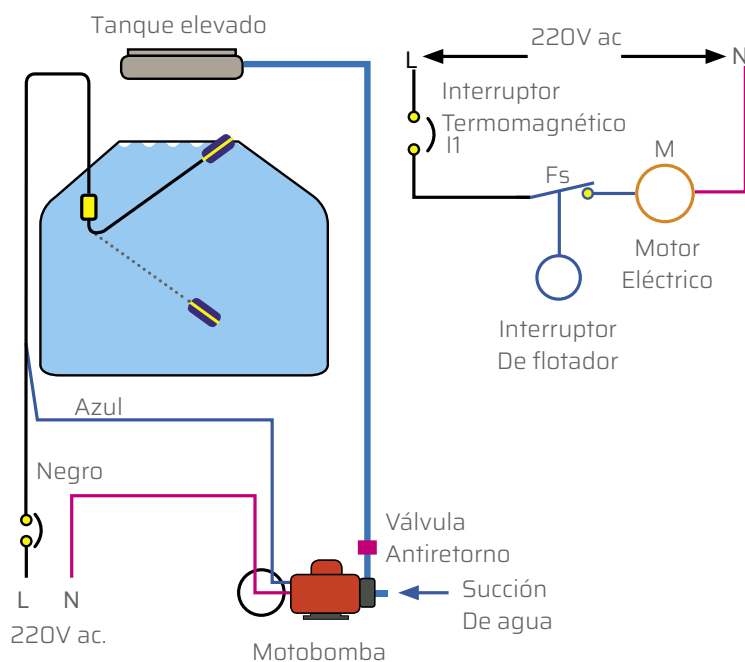 Tanque elevado
220V ac
L
N
Interruptor
Termomagnético
I1
Fs
M
Motor
Eléctrico
Interruptor
De flotador
Azul
Negro
Válvula
Antiretorno
L
N
220V ac.
Succión
De agua
Motobomba